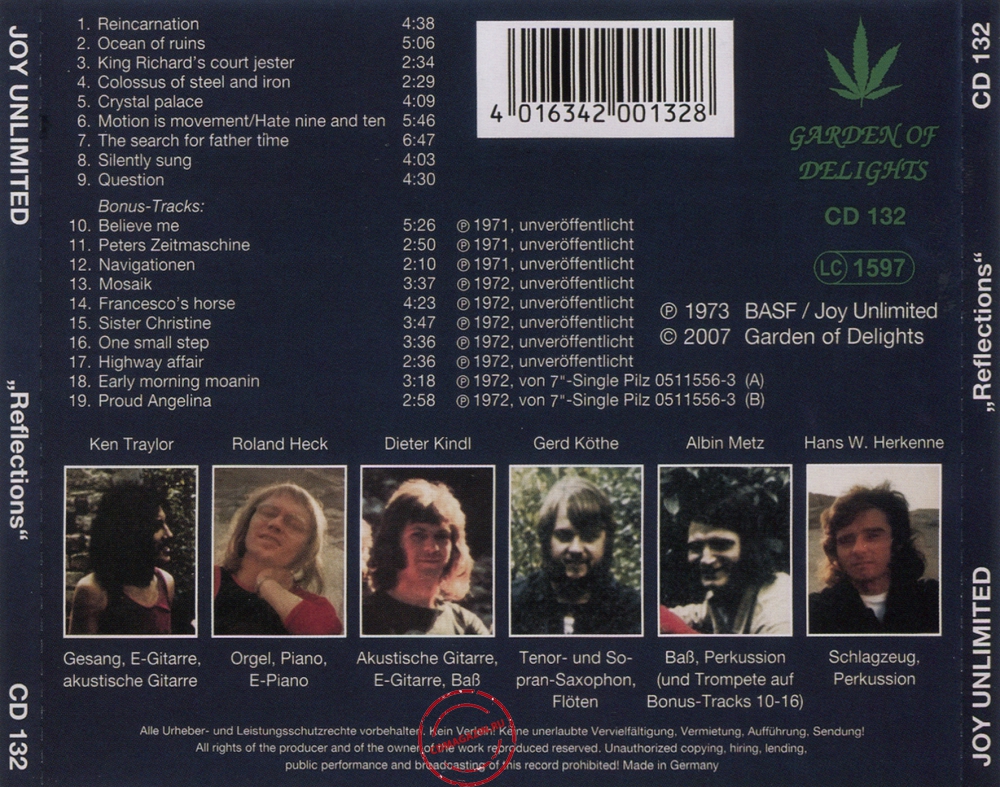 JOY UNLIMITED
„Reflections“
CD 132
1. Reincarnation 4:38
2. Ocean of ruins 5:06
3. King Richard's court jester 2:34
4. Colossus of steel and iron 2:29
5. Crystal palace 4:09
6. Motion is movement/Hate nine and ten 5:46
7. The search for father time 6:47
8. Silently sung 4:03
9. Question 4:30
Bonus-Tracks:
10. Believe me 5:26 ℗ 1971, unveröffentlicht
11. Peters Zeitmaschine 2:50 ℗ 1971, unveröffentlicht
12. Navigationen 2:10 ℗ 1971, unveröffentlicht
13. Mosaik 3:37 ℗ 1972, unveröffentlicht
14. Francesco's horse 4:23 ℗ 1972, unveröffentlicht
15. Sister Christine 3:47 ℗ 1972, unveröffentlicht
16. One small step 3:36 ℗ 1972, unveröffentlicht
17. Highway affair 2:36 ℗ 1972, unveröffentlicht
18. Early morning moanin 3:18 ℗ 1972, von 7"-Single Pilz 0511556-3 (A)
19. Proud Angelina 2:58 ℗ 1972, von 7"-Single Pilz 0511556-3 (B)
4 016342 001328
GARDEN OF
DELIGHTS
CD 132
LC 1597
℗ 1973 BASF / Joy Unlimited
© 2007 Garden of Delights
Ken Traylor
Roland Heck
Dieter Kindl
Gerd Köthe
Albin Metz
Hans W. Herkenne
Gesang, E-Gitarre,
akustische Gitarre
Orgel, Piano,
E-Piano
Akustische Gitarre,
E-Gitarre, Baß
Tenor- und So-
pran-Saxophon,
Flöten
Baß, Perkussion
(und Trompete auf
Bonus-Tracks 10-16)
Schlagzeug,
Perkussion
Alle Urheber- und Leistungsschutzrechte vorbehalten. Kein Verleih! Keine unerlaubte Vervielfältigung, Vermietung, Aufführung, Sendung!
All rights of the producer and of the owner of the work reproduced reserved. Unauthorized copying, hiring, lending,
public performance and broadcasting of this record prohibited! Made in Germany
CD 132
„Reflections“
JOY UNLIMITED